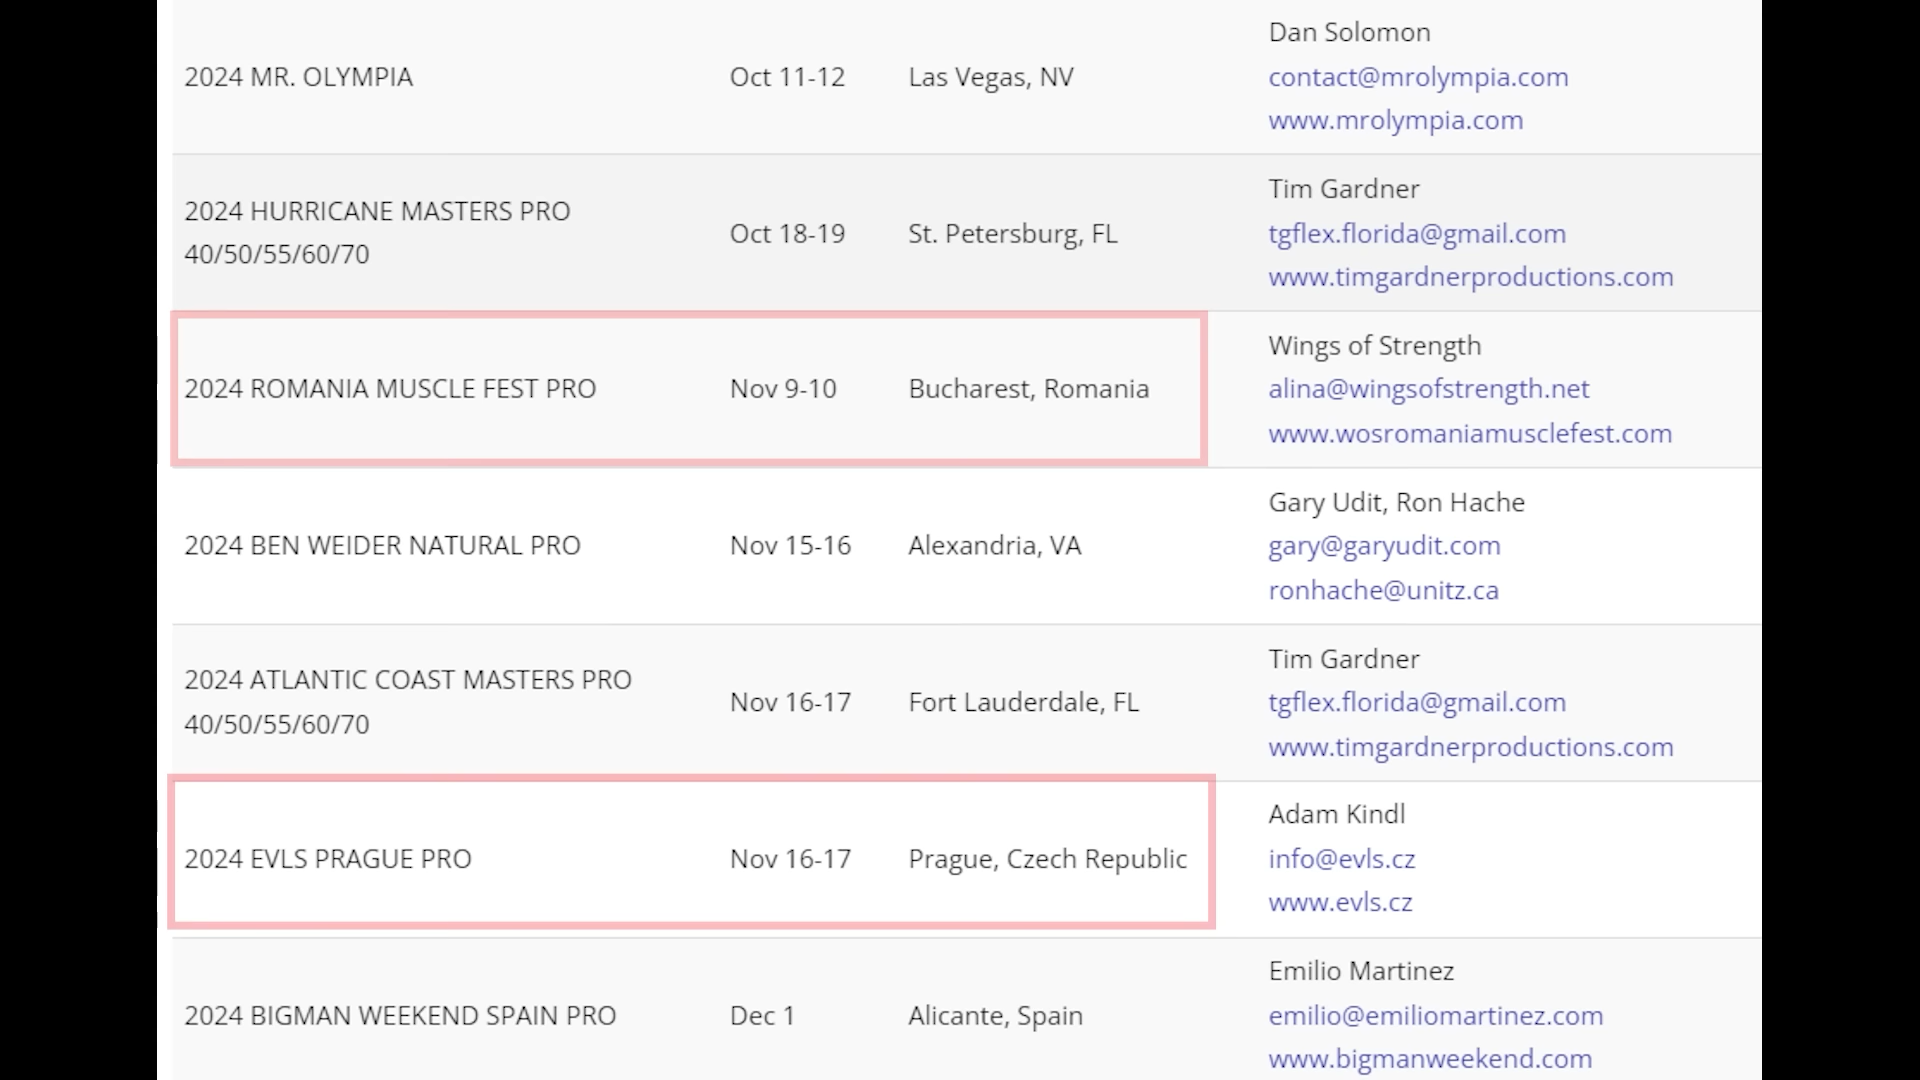 Dan Solomon
2024 MR. OLYMPIA Oct 11-12 Las Vegas, NV contact@mrolympia.com
www.mrolympia.com
Tim Gardner
2024 HURRICANE MASTERS PRO
40/50/55/60/70
Oct 18-19 St. Petersburg, FL tgflex.florida@gmail.com
www.timgardnerproductions.com
Wings of Strength
2024 ROMANIA MUSCLE FEST PRO Nov 9-10 Bucharest, Romania alina@wingsofstrength.net
www.wosromaniamusclefest.com
Gary Udit, Ron Hache
2024 BEN WEIDER NATURAL PRO Nov 15-16 Alexandria, VA gary@garyudit.com
ronhache@unitz.ca
Tim Gardner
2024 ATLANTIC COAST MASTERS PRO
40/50/55/60/70
Nov 16-17 Fort Lauderdale, FL tgflex.florida@gmail.com
www.timgardnerproductions.com
Adam Kindl
2024 EVLS PRAGUE PRO Nov 16-17 Prague, Czech Republic info@evls.cz
www.evls.cz
Emilio Martinez
2024 BIGMAN WEEKEND SPAIN PRO Dec 1 Alicante, Spain emilio@emiliomartinez.com
www.bigmanweekend.com